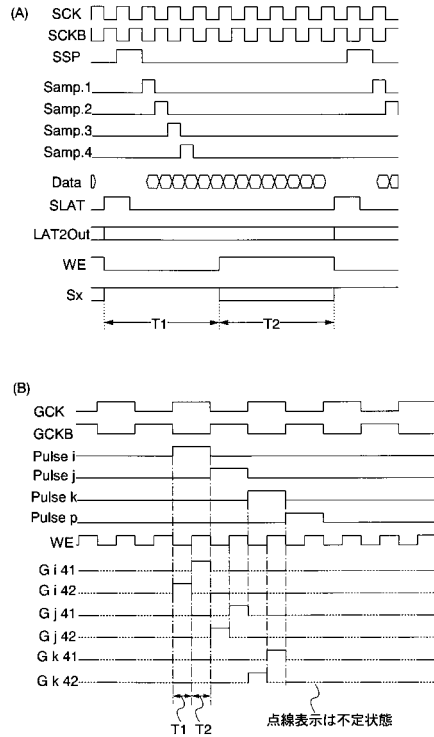 (A)
SCK
SCKB
SSP
Samp.1
Samp.2
Samp.3
Samp.4
Data
SLAT
LAT2Out
WE
Sx
T1 T2
(B)
GCK
GCKB
Pulse i
Pulse j
Pulse k
Pulse p
WE
G i 41
G i 42
G j 41
G j 42
G k 41
G k 42
T1 T2
点線表示は不定状態